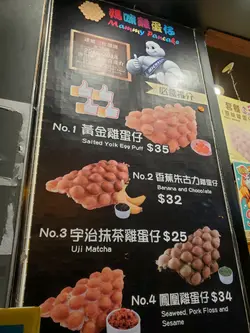 媽咪雞蛋仔
Mammy Pancake
No.1 黃金雞蛋仔
Salted Yolk Egg Puff $35
No.2 香蕉朱古力雞蛋仔
Banana and Chocolate
$32
No.3 宇治抹茶雞蛋仔 $25
Uji Matcha
No.4 鳳凰雞蛋仔 $34
Seaweed, Pork Floss and
Sesame